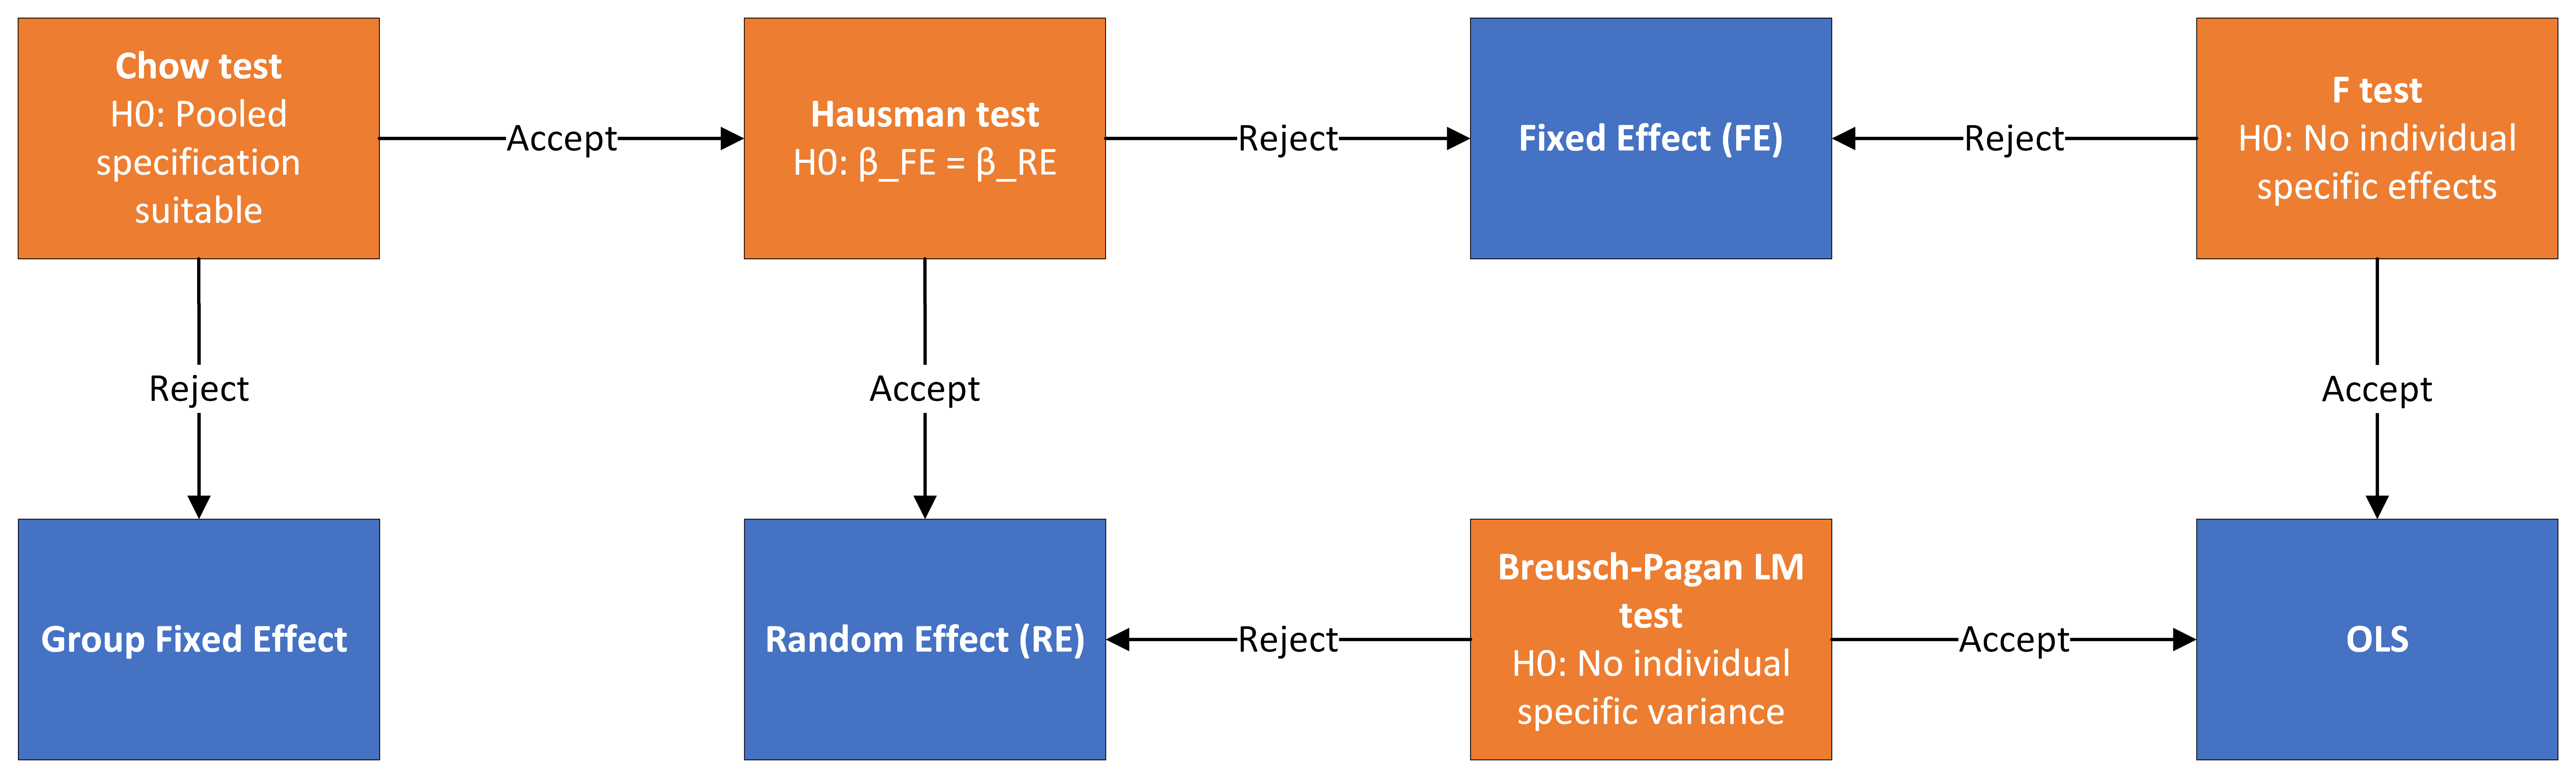 Chow test
H0: Pooled
specification
suitable
Accept
Hausman test
H0: β_FE = β_RE
Reject
Fixed Effect (FE)
Reject
F test
H0: No individual
specific effects
Reject
Accept
Accept
Group Fixed Effect
Random Effect (RE)
Reject
Breusch-Pagan LM
test
H0: No individual
specific variance
Accept
OLS